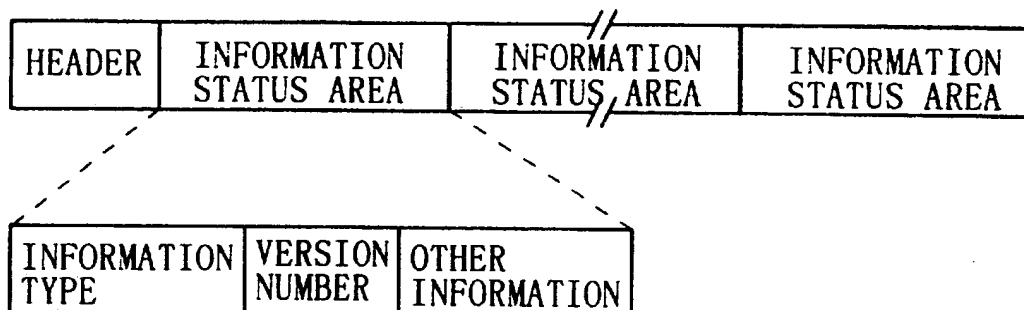 HEADER
INFORMATION
STATUS AREA
INFORMATION
STATUS AREA
INFORMATION
STATUS AREA
INFORMATION
TYPE
VERSION
NUMBER
OTHER
INFORMATION